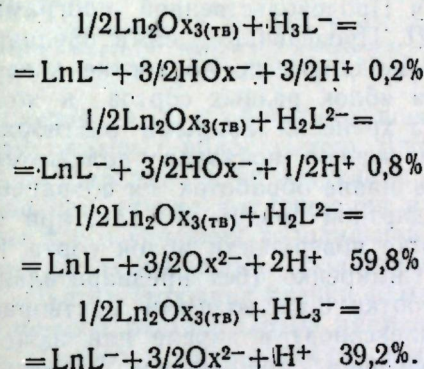 1/2Ln₂Ox₃(тв)+H₃L⁻=
=LnL⁻+3/2HOx⁻+3/2H⁺ 0,2%
1/2Ln₂Ox₃(тв)+H₂L²⁻=
=LnL⁻+3/2HOx⁻+1/2H⁺ 0,8%
1/2Ln₂Ox₃(тв)+H₂L²⁻=
=LnL⁻+3/2Ox²⁻+2H⁺ 59,8%
1/2Ln₂Ox₃(тв)+HL₃⁻=
=LnL⁻+3/2Ox²⁻+H⁺ 39,2%.